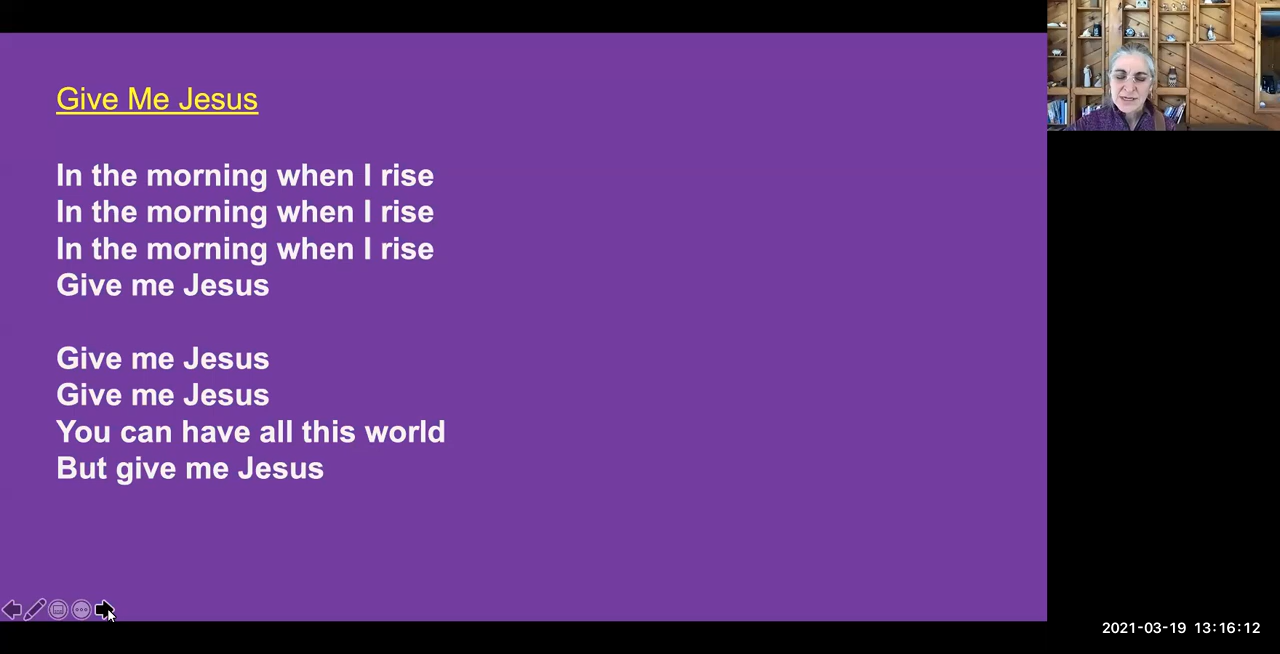 Give Me Jesus
In the morning when I rise
In the morning when I rise
In the morning when I rise
Give me Jesus
Give me Jesus
Give me Jesus
You can have all this world
But give me Jesus
2021-03-19 13:16:12